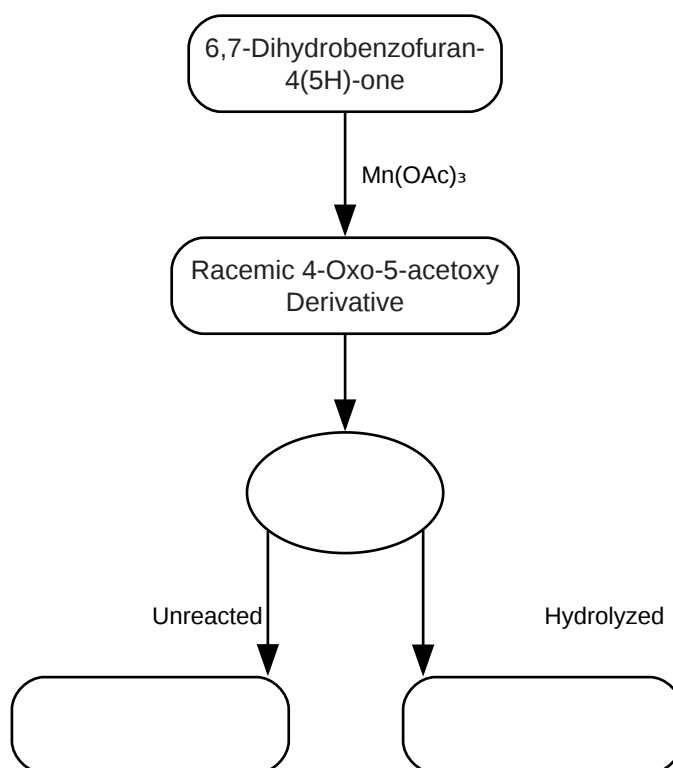 6,7-Dihydrobenzofuran-
4(5H)-one
Mn(OAc)₃
Racemic 4-Oxo-5-acetoxy
Derivative
Unreacted
Hydrolyzed